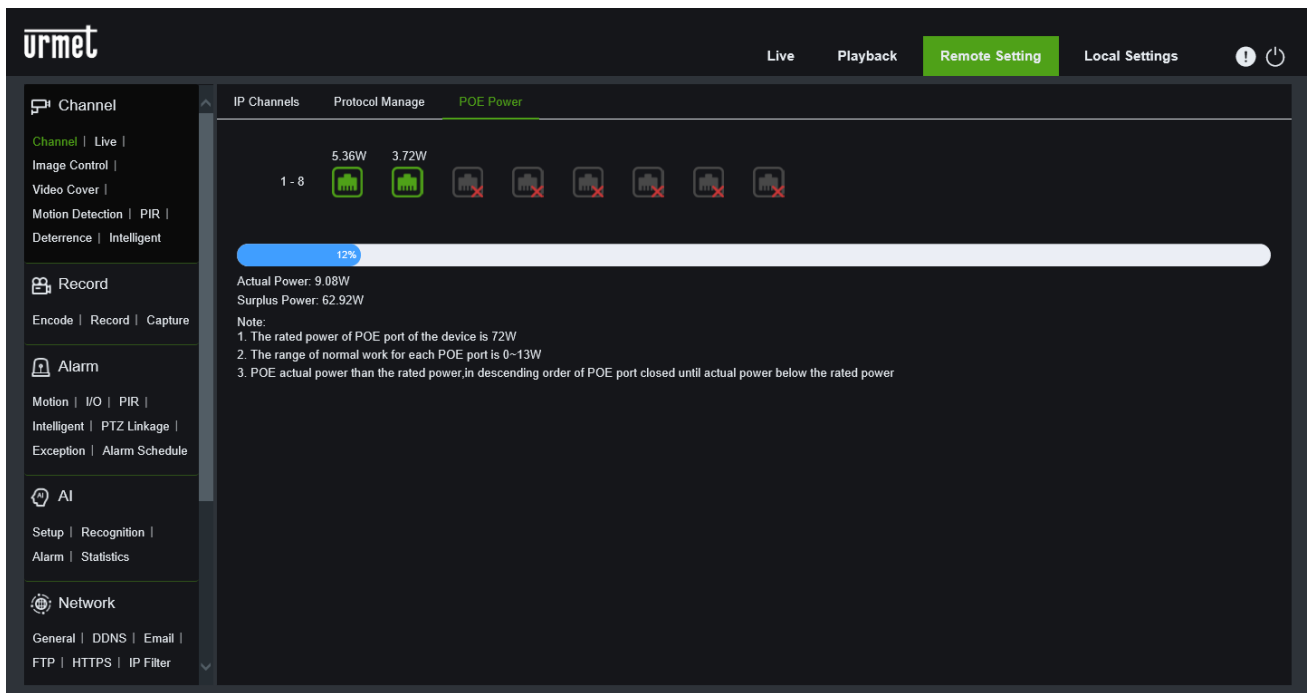 urmet
Live Playback Remote Setting Local Settings
Channel
Channel | Live |
Image Control |
Video Cover |
Motion Detection | PIR |
Deterrence | Intelligent
Record
Encode | Record | Capture
Alarm
Motion | I/O | PIR |
Intelligent | PTZ Linkage |
Exception | Alarm Schedule
AI
AI
Setup | Recognition |
Alarm | Statistics
Network
General | DDNS | Email |
FTP | HTTPS | IP Filter
IP Channels Protocol Manage POE Power
5.36W 3.72W
1 - 8
12%
Actual Power: 9.08W
Surplus Power: 62.92W
Note:
1. The rated power of POE port of the device is 72W
2. The range of normal work for each POE port is 0~13W
3. POE actual power than the rated power,in descending order of POE port closed until actual power below the rated power